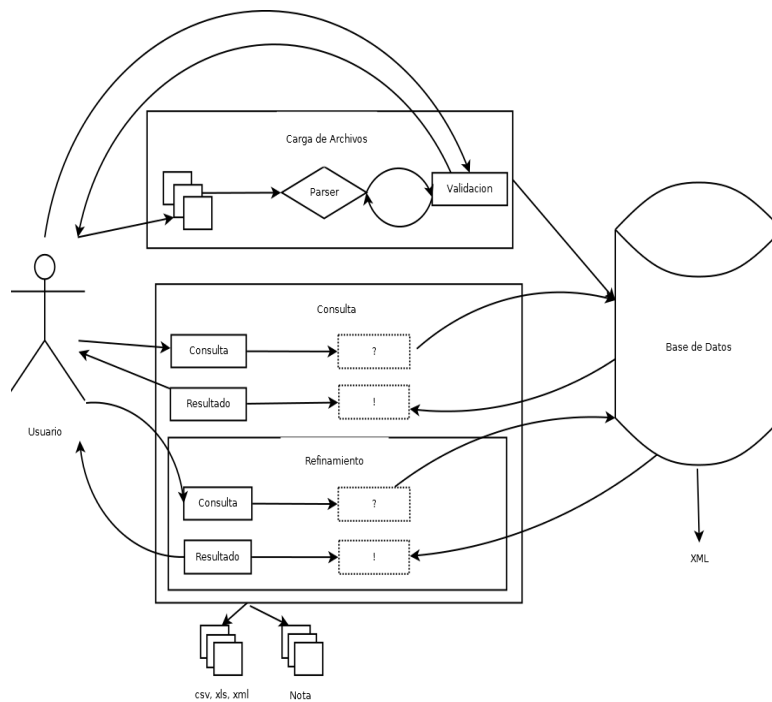 Carga de Archivos
Parser
Validacion
Consulta
Consulta
?
Resultado
!
Usuario
Base de Datos
Refinamiento
Consulta
?
Resultado
!
XML
csv, xls, xml
Nota